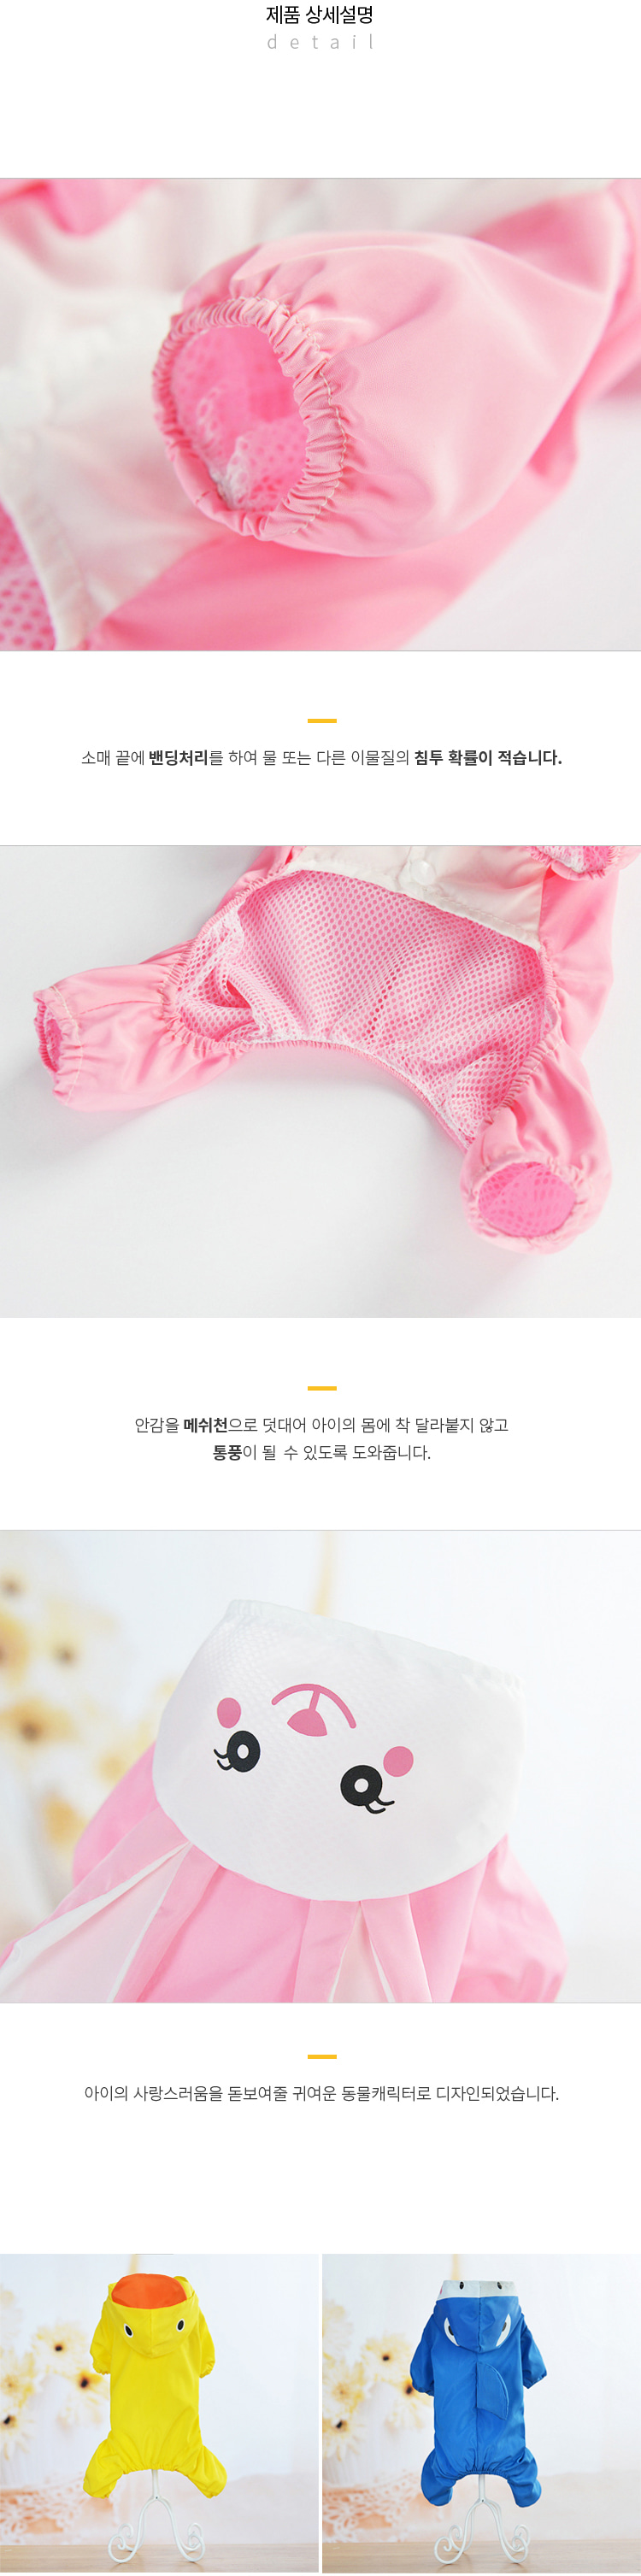 제품 상세설명
detail
소매 끝에 밴딩처리를 하여 물 또는 다른 이물질의 침투 확률이 적습니다.
안감을 메쉬천으로 덧대어 아이의 몸에 착 달라붙지 않고
통풍이 될 수 있도록 도와줍니다.
아이의 사랑스러움을 돋보여줄 귀여운 동물캐릭터로 디자인되었습니다.